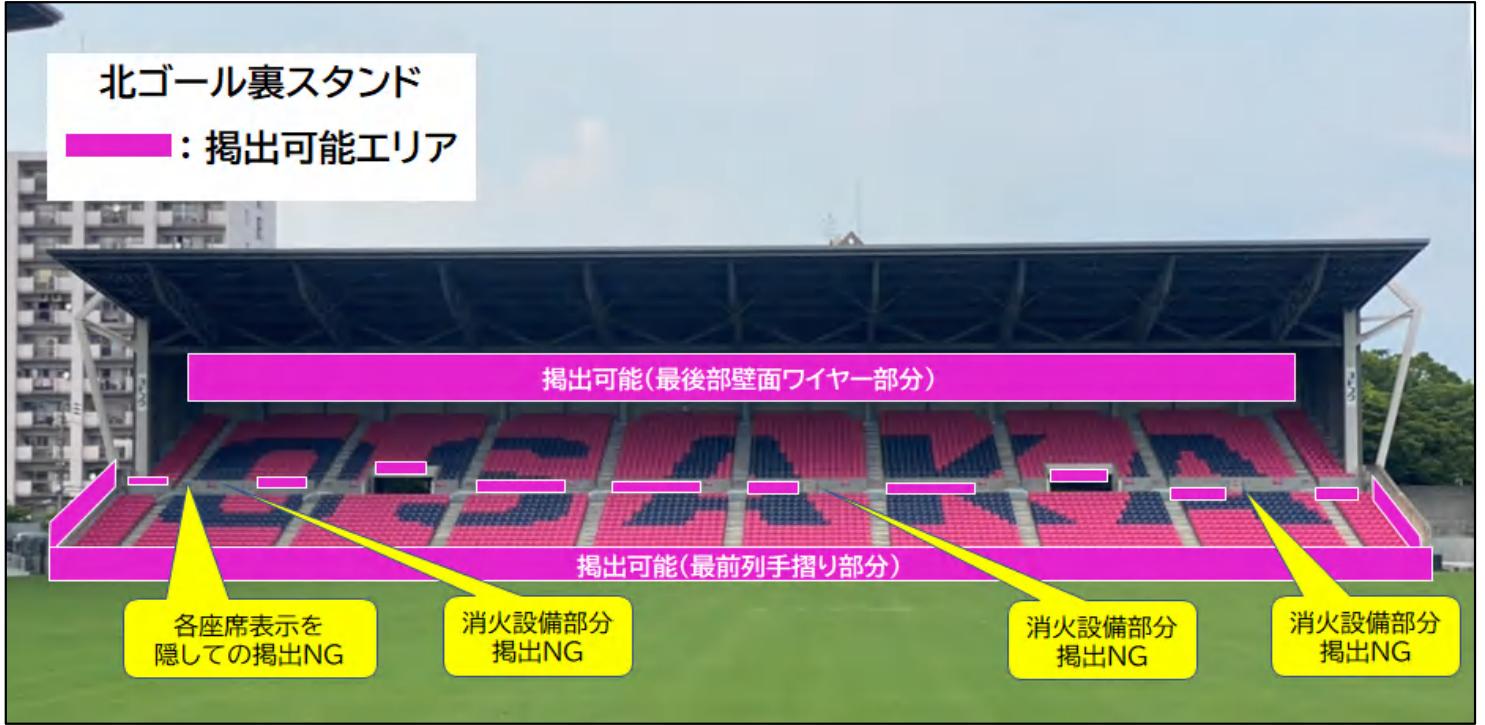 北ゴール裏スタンド
：掲出可能エリア
掲出可能（最後部壁面ワイヤー部分）
OSAKA
掲出可能（最前列手摺り部分）
各座席表示を
隠しての掲出NG
消火設備部分
掲出NG
消火設備部分
掲出NG
消火設備部分
掲出NG